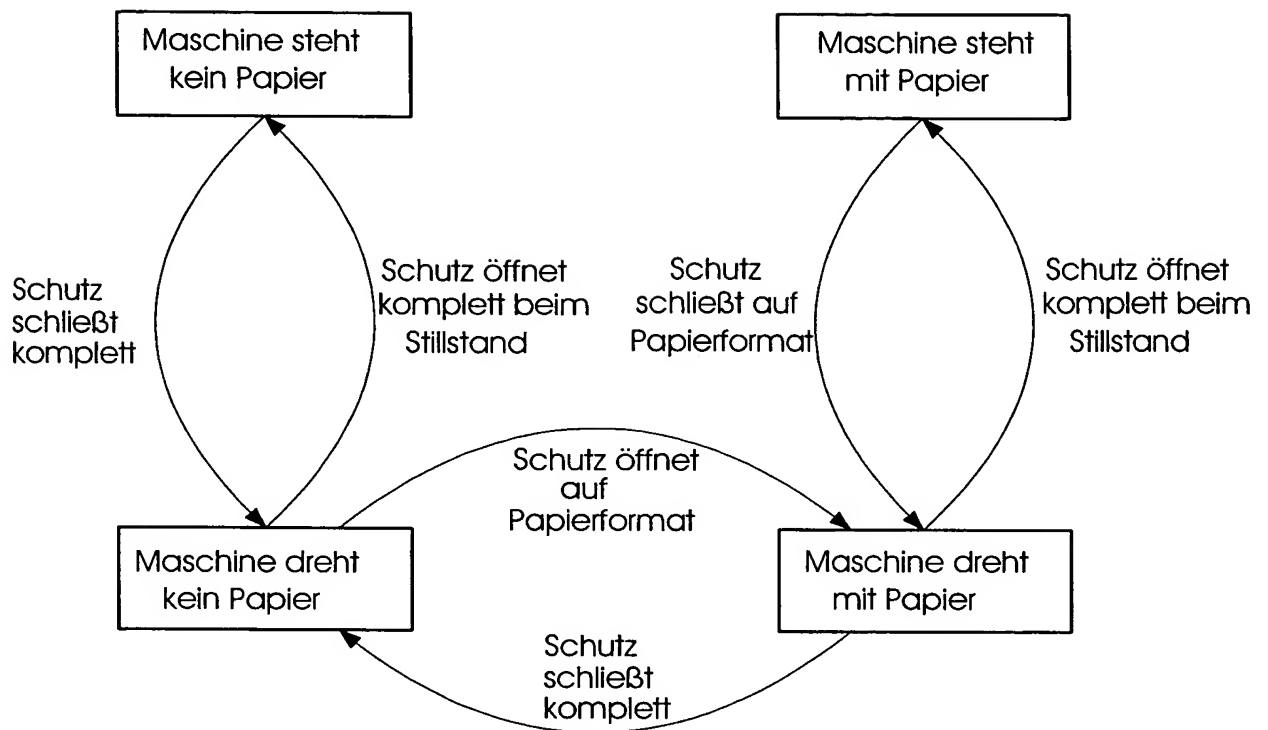 Maschine steht
kein Papier
Maschine steht
mit Papier
Schutz
schließt
komplett
Schutz öffnet
komplett beim
Stillstand
Schutz
schließt auf
Papierformat
Schutz öffnet
komplett beim
Stillstand
Schutz öffnet
auf
Papierformat
Maschine dreht
kein Papier
Maschine dreht
mit Papier
Schutz
schließt
komplett